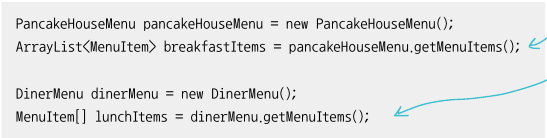 PancakeHouseMenu pancakeHouseMenu = new PancakeHouseMenu();
ArrayList<MenuItem> breakfastItems = pancakeHouseMenu.getMenuItems();
DinerMenu dinerMenu = new DinerMenu();
MenuItem[] lunchItems = dinerMenu.getMenuItems();